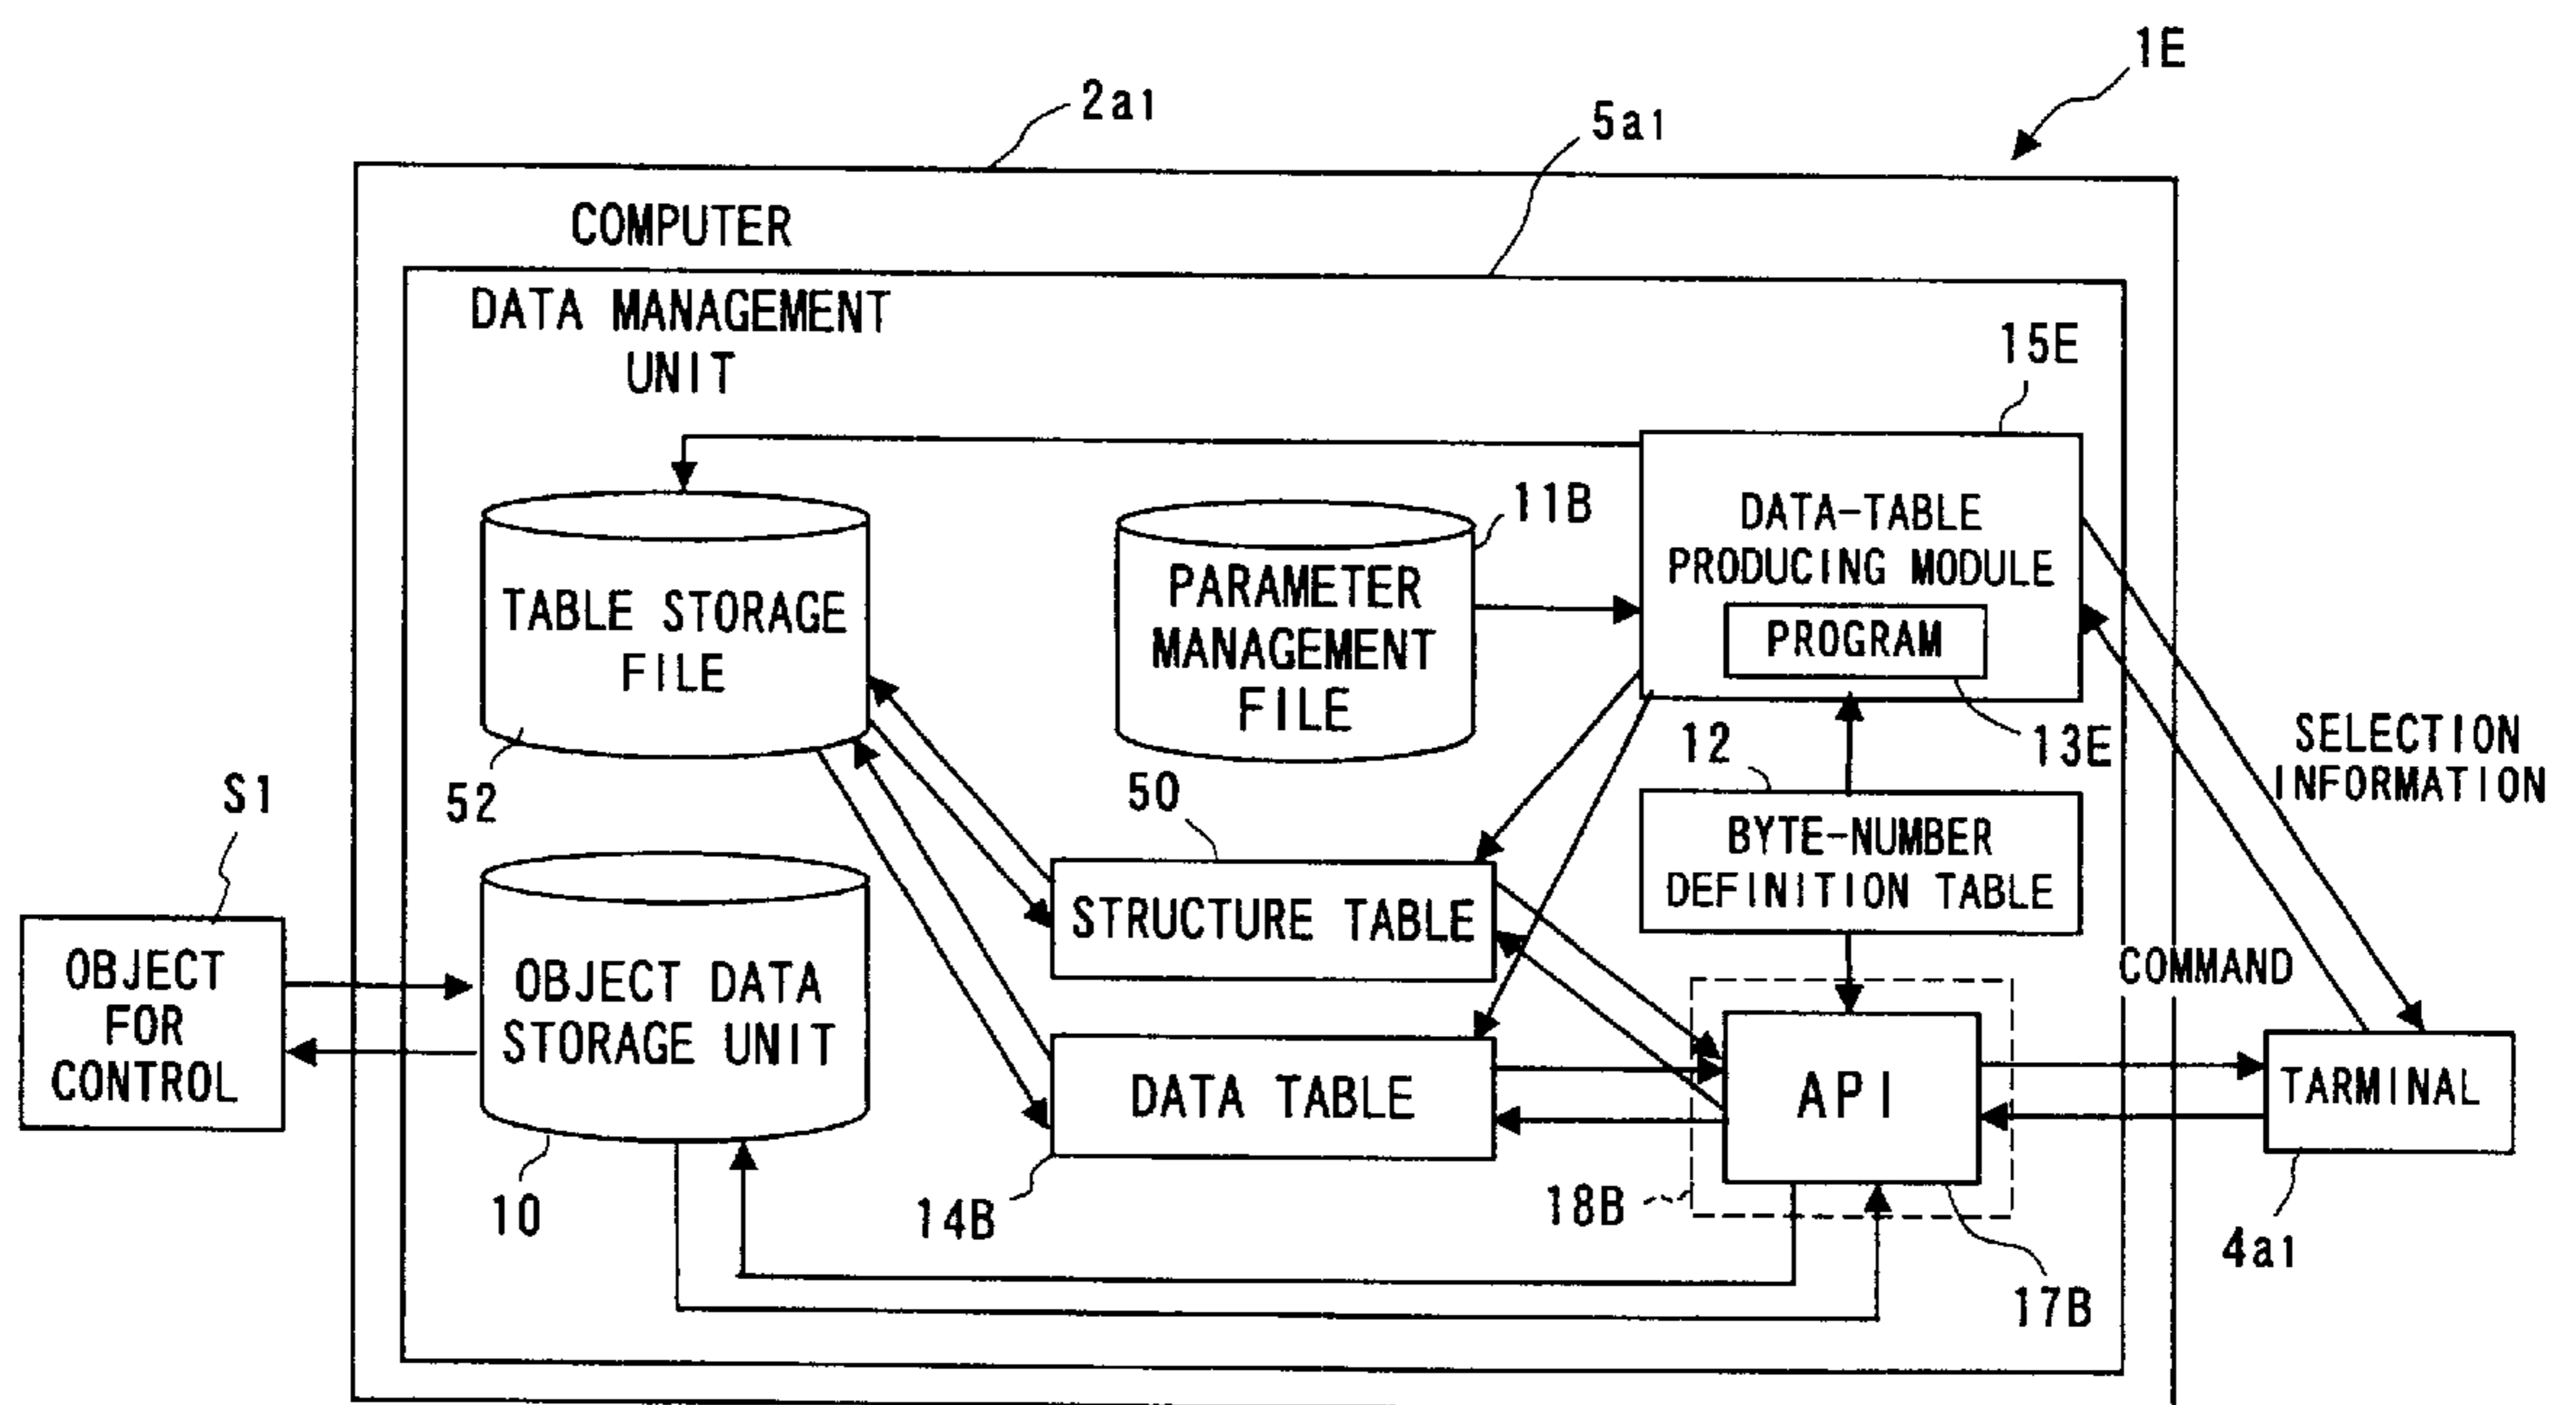 1E
2a1
5a1
COMPUTER
DATA MANAGEMENT
UNIT
15E
11B
DATA-TABLE
PRODUCING MODULE
PROGRAM
TABLE STORAGE
FILE
PARAMETER
MANAGEMENT
FILE
52
12
13E
SELECTION
INFORMATION
S1
50
BYTE-NUMBER
DEFINITION TABLE
STRUCTURE TABLE
OBJECT
FOR
CONTROL
OBJECT DATA
STORAGE UNIT
COMMAND
DATA TABLE
API
TARMINAL
10
14B
18B
4a1
17B